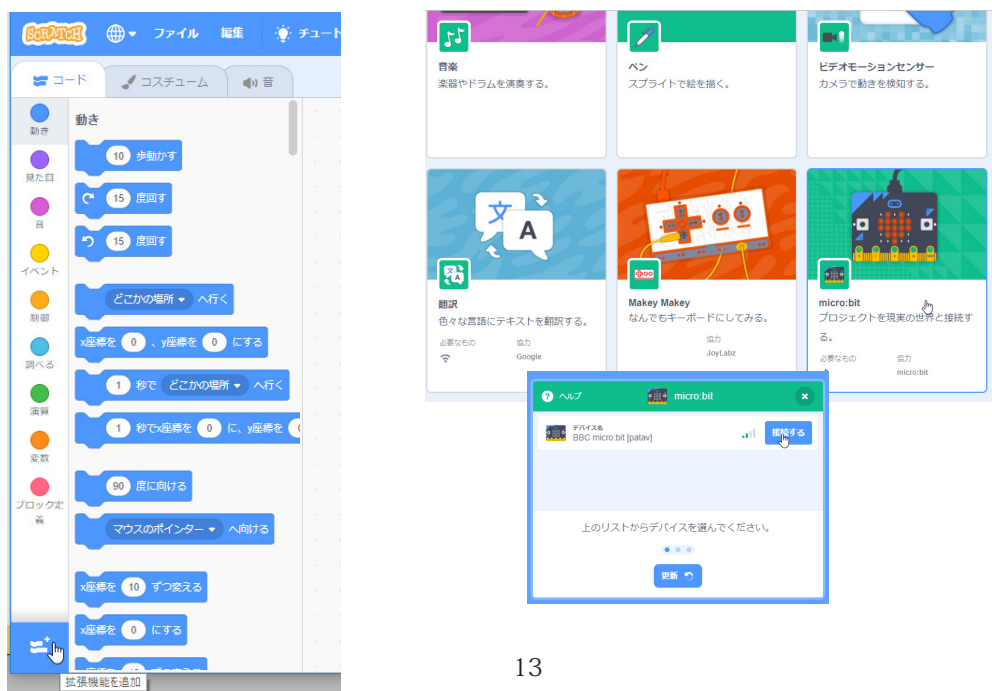 SCRATCH ファイル 編集 チュート
コード コスチューム 音
動き
見た目
音
イベント
制御
調べる
演算
変数
ブロック定
義
動き
10 歩動かす
15 度回す
15 度回す
どこかの場所 へ行く
x座標を 0 、y座標を 0 にする
1 秒で どこかの場所 へ行く
1 秒でx座標を 0 に、y座標を
90 度に向ける
マウスのポインター へ向ける
x座標を 10 ずつ変える
x座標を 0 にする
拡張機能を追加
音楽
楽器やドラムを演奏する。
ペン
スプライトで絵を描く。
ビデオモーションセンサー
カメラで動きを検知する。
文 A
翻訳
色々な言語にテキストを翻訳する。
必要なもの 協力
Google
Makey Makey
なんでもキーボードにしてみる。
協力
JoyLabz
micro:bit
プロジェクトを現実の世界と接続す
る。
必要なもの 協力
micro:bit
ヘルプ micro:bit
デバイス名
BBC micro:bit [patav]
接続する
上のリストからデバイスを選んでください。
更新
13